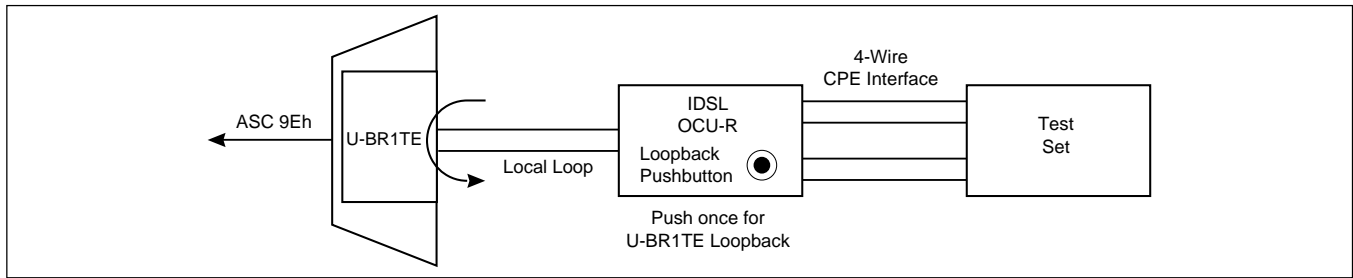 ASC 9Eh
U-BR1TE
Local Loop
IDSL
OCU-R
Loopback
Pushbutton
Push once for
U-BR1TE Loopback
4-Wire
CPE Interface
Test
Set